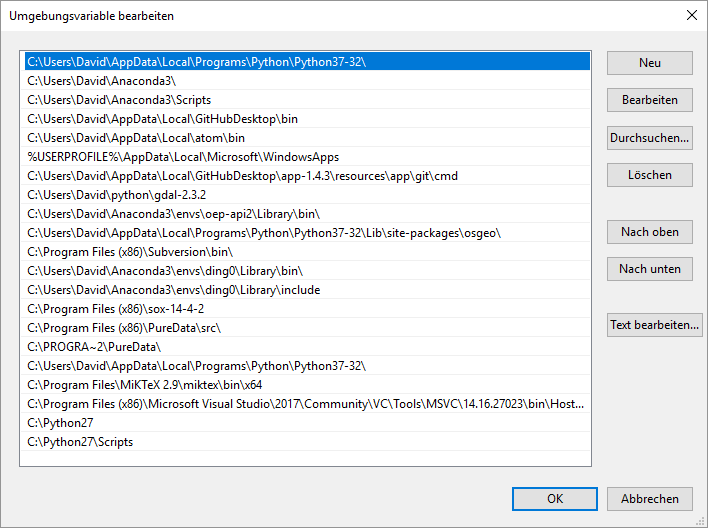 Umgebungsvariable bearbeiten
C:\Users\David\AppData\Local\Programs\Python\Python37-32\
Neu
C:\Users\David\Anaconda3\
C:\Users\David\Anaconda3\Scripts
Bearbeiten
C:\Users\David\AppData\Local\GitHubDesktop\bin
C:\Users\David\AppData\Local\atom\bin
Durchsuchen...
%USERPROFILE%\AppData\Local\Microsoft\WindowsApps
C:\Users\David\AppData\Local\GitHubDesktop\app-1.4.3\resources\app\git\cmd
Löschen
C:\Users\David\python\gdal-2.3.2
C:\Users\David\Anaconda3\envs\oep-api2\Library\bin\
C:\Users\David\AppData\Local\Programs\Python\Python37-32\Lib\site-packages\osgeo\
Nach oben
C:\Program Files (x86)\Subversion\bin\
C:\Users\David\Anaconda3\envs\ding0\Library\bin\
Nach unten
C:\Users\David\Anaconda3\envs\ding0\Library\include
C:\Program Files (x86)\sox-14-4-2
C:\Program Files (x86)\PureData\src\
Text bearbeiten...
C:\PROGRA~2\PureData\
C:\Users\David\AppData\Local\Programs\Python\Python37-32\
C:\Program Files\MiKTeX 2.9\miktex\bin\x64
C:\Program Files (x86)\Microsoft Visual Studio\2017\Community\VC\Tools\MSVC\14.16.27023\bin\Host...
C:\Python27
C:\Python27\Scripts
OK
Abbrechen